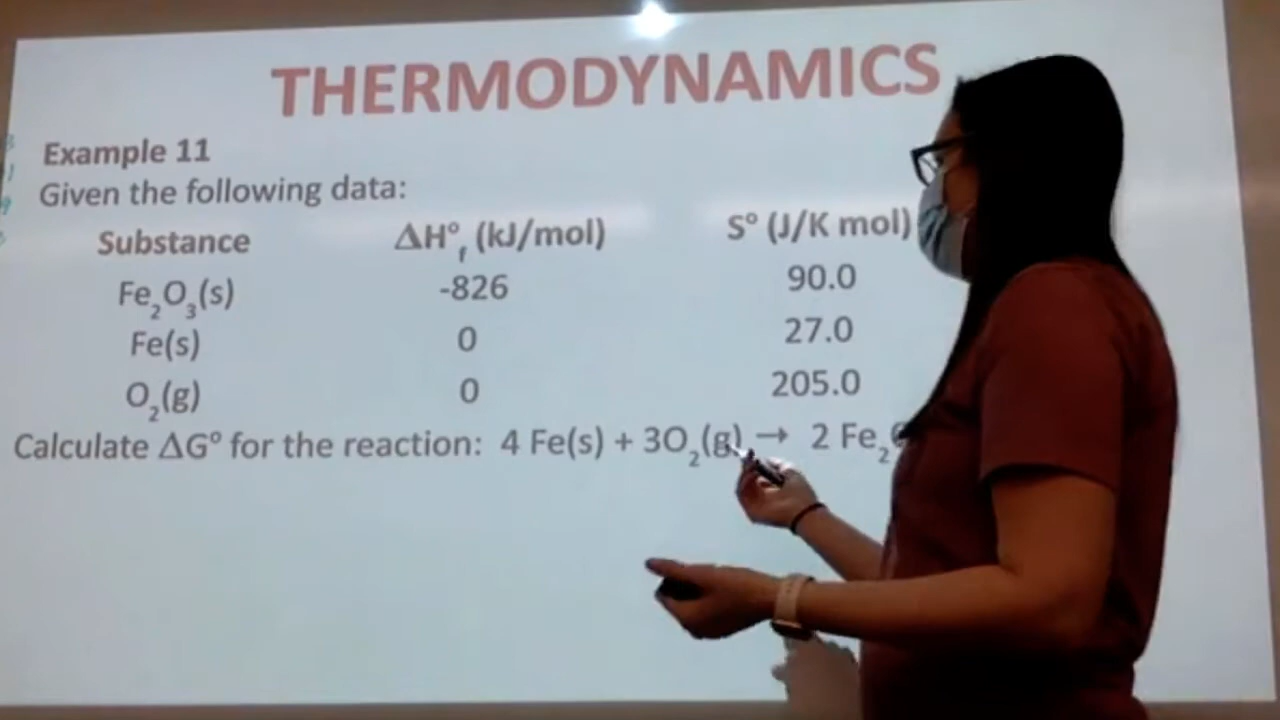 THERMODYNAMICS
Example 11
Given the following data:
Substance ΔH°f (kJ/mol) S° (J/K mol)
Fe2O3(s) -826 90.0
Fe(s) 0 27.0
O2(g) 0 205.0
Calculate ΔG° for the reaction: 4 Fe(s) + 3O2(g) → 2 Fe2